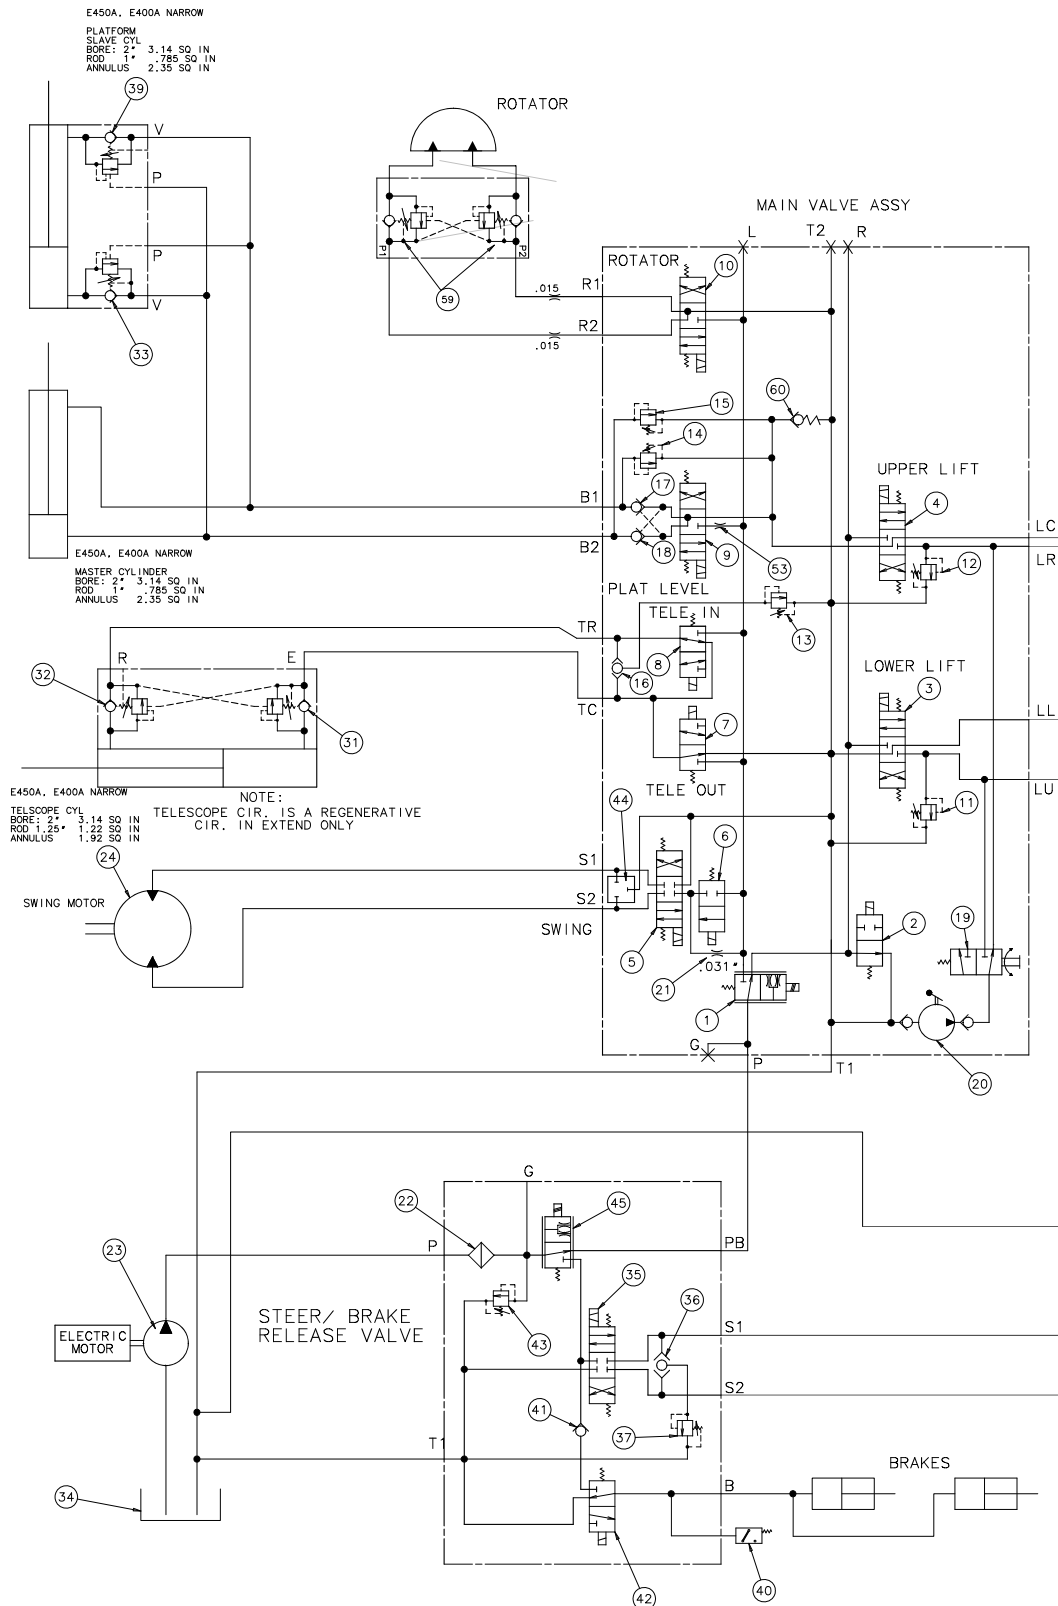 E450A, E400A NARROW
PLATFORM
SLAVE CYL
BORE: 2" 3.14 SQ IN
ROD 1" .785 SQ IN
ANNULUS 2.35 SQ IN
39
V
P
P
V
33
ROTATOR
P1
P2
59
MAIN VALVE ASSY
L
T2
R
ROTATOR
10
.015
R1
R2
.015
15
60
14
UPPER LIFT
4
17
B1
B2
18
9
53
LC
LR
12
E450A, E400A NARROW
MASTER CYLINDER
BORE: 2" 3.14 SQ IN
ROD 1" .785 SQ IN
ANNULUS 2.35 SQ IN
PLAT LEVEL
TELE IN
13
TR
8
16
TC
R
E
32
31
LOWER LIFT
3
7
LL
LU
TELE OUT
11
E450A, E400A NARROW
TELSCOPE CYL
BORE: 2" 3.14 SQ IN
ROD 1.25" 1.22 SQ IN
ANNULUS 1.92 SQ IN
NOTE:
TELESCOPE CIR. IS A REGENERATIVE
CIR. IN EXTEND ONLY
24
SWING MOTOR
44
6
S1
S2
SWING
5
21
.031"
2
19
1
G
P
T1
20
G
22
45
P
PB
23
ELECTRIC
MOTOR
STEER/ BRAKE
RELEASE VALVE
43
35
36
S1
S2
41
37
T1
34
B
BRAKES
42
40